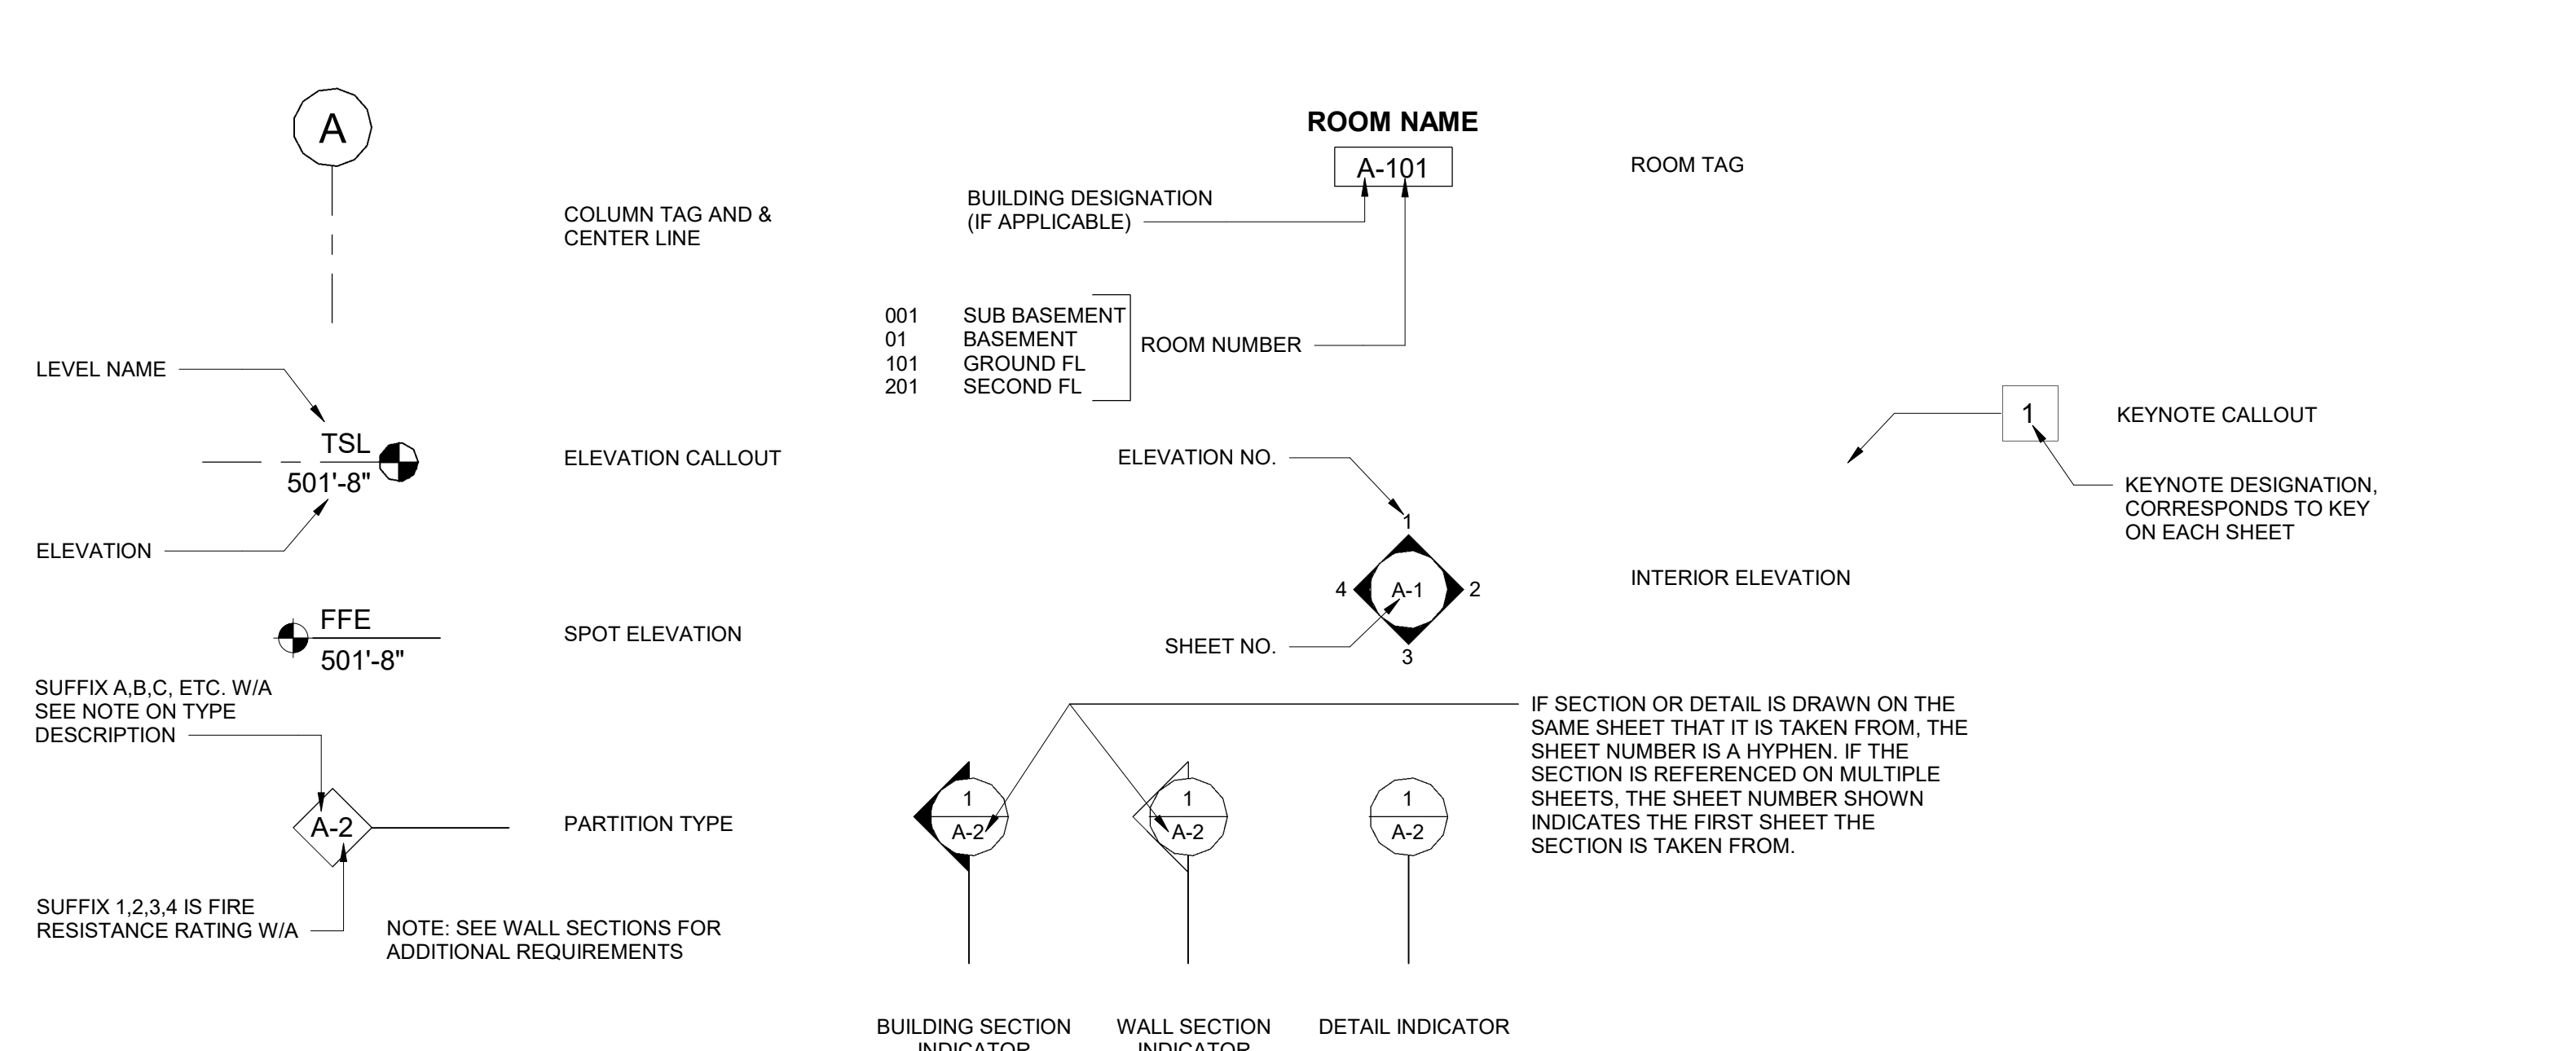 A
COLUMN TAG AND &
CENTER LINE
LEVEL NAME
TSL
501'-8"
ELEVATION CALLOUT
ELEVATION
FFE
501'-8"
SPOT ELEVATION
SUFFIX A,B,C, ETC. W/A
SEE NOTE ON TYPE
DESCRIPTION
A-2
PARTITION TYPE
SUFFIX 1,2,3,4 IS FIRE
RESISTANCE RATING W/A
NOTE: SEE WALL SECTIONS FOR
ADDITIONAL REQUIREMENTS
ROOM NAME
A-101
ROOM TAG
BUILDING DESIGNATION
(IF APPLICABLE)
001 SUB BASEMENT
01 BASEMENT
101 GROUND FL
201 SECOND FL
ROOM NUMBER
ELEVATION NO.
1
4
A-1
2
3
SHEET NO.
INTERIOR ELEVATION
1
KEYNOTE CALLOUT
KEYNOTE DESIGNATION,
CORRESPONDS TO KEY
ON EACH SHEET
IF SECTION OR DETAIL IS DRAWN ON THE
SAME SHEET THAT IT IS TAKEN FROM, THE
SHEET NUMBER IS A HYPHEN. IF THE
SECTION IS REFERENCED ON MULTIPLE
SHEETS, THE SHEET NUMBER SHOWN
INDICATES THE FIRST SHEET THE
SECTION IS TAKEN FROM.
1
A-2
1
A-2
1
A-2
BUILDING SECTION
INDICATOR
WALL SECTION
INDICATOR
DETAIL INDICATOR